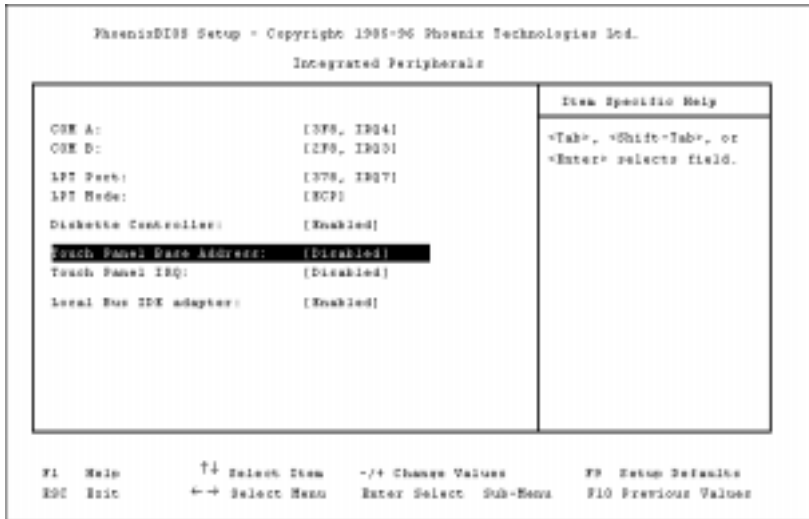 PhoenixBIOS Setup - Copyright 1985-96 Phoenix Technologies Ltd.
Integrated Peripherals
Item Specific Help
COM A: [3F8, IRQ4]
COM B: [2F8, IRQ3]
<Tab>, <Shift-Tab>, or
<Enter> selects field.
LPT Port: [378, IRQ7]
LPT Mode: [ECP]
Diskette Controller: [Enabled]
Touch Panel Base Address: [Disabled]
Touch Panel IRQ: [Disabled]
Local Bus IDE adapter: [Enabled]
F1 Help ↑↓ Select Item -/+ Change Values F9 Setup Defaults
ESC Exit ←→ Select Menu Enter Select Sub-Menu F10 Previous Values